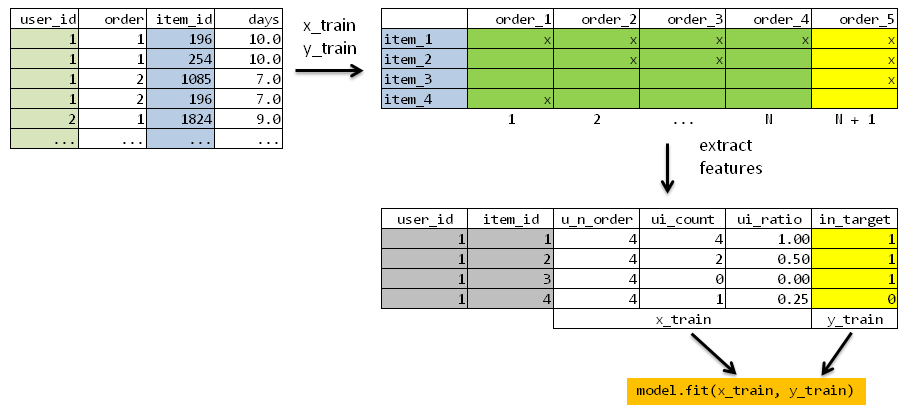 user_id order item_id days
1 1 196 10.0
1 1 254 10.0
1 2 1085 7.0
1 2 196 7.0
2 1 1824 9.0
... ... ... ...
x_train
y_train
order_1 order_2 order_3 order_4 order_5
item_1 x x x x x
item_2 x x x
item_3 x
item_4 x
1 2 ... N N + 1
extract
features
user_id item_id u_n_order ui_count ui_ratio in_target
1 1 4 4 1.00 1
1 2 4 2 0.50 1
1 3 4 0 0.00 1
1 4 4 1 0.25 0
x_train y_train
model.fit(x_train, y_train)